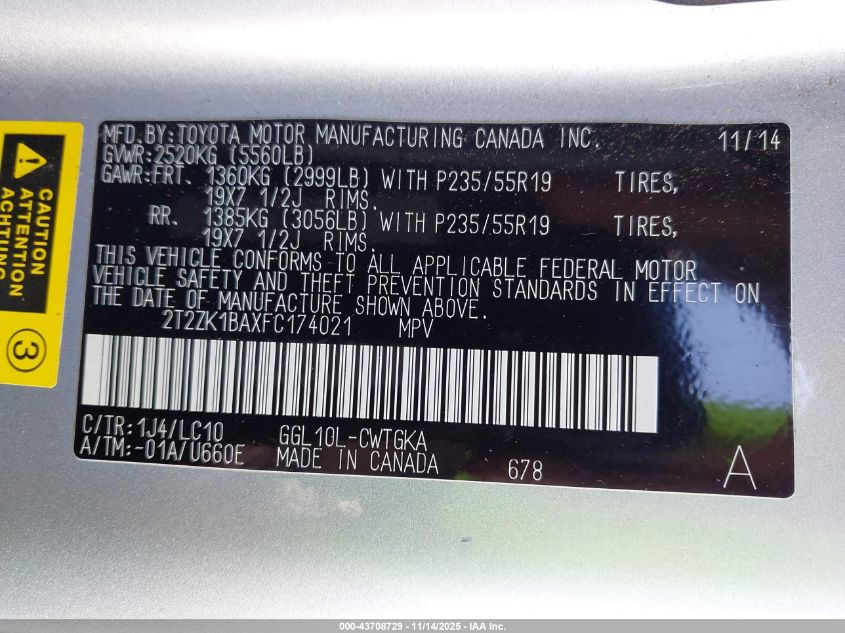 MFD.BY:TOYOTA MOTOR MANUFACTURING CANADA INC. 11/14
GVWR:2520KG (5560LB)
GAWR:FRT. 1360KG (2999LB) WITH P235/55R19 TIRES,
19X7 1/2J RIMS.
RR. 1385KG (3056LB) WITH P235/55R19 TIRES,
19X7 1/2J RIMS.
THIS VEHICLE CONFORMS TO ALL APPLICABLE FEDERAL MOTOR
VEHICLE SAFETY AND THEFT PREVENTION STANDARDS IN EFFECT ON
THE DATE OF MANUFACTURE SHOWN ABOVE.
2T2ZK1BAXFC174021 MPV
C/TR:1J4/LC10 GGL10L-CWTGKA
A/TM:-01A/U660E MADE IN CANADA 678 A
CAUTION
ATTENTION
ACHTUNG
3
000-43708729 - 11/14/2025 - IAA Inc.